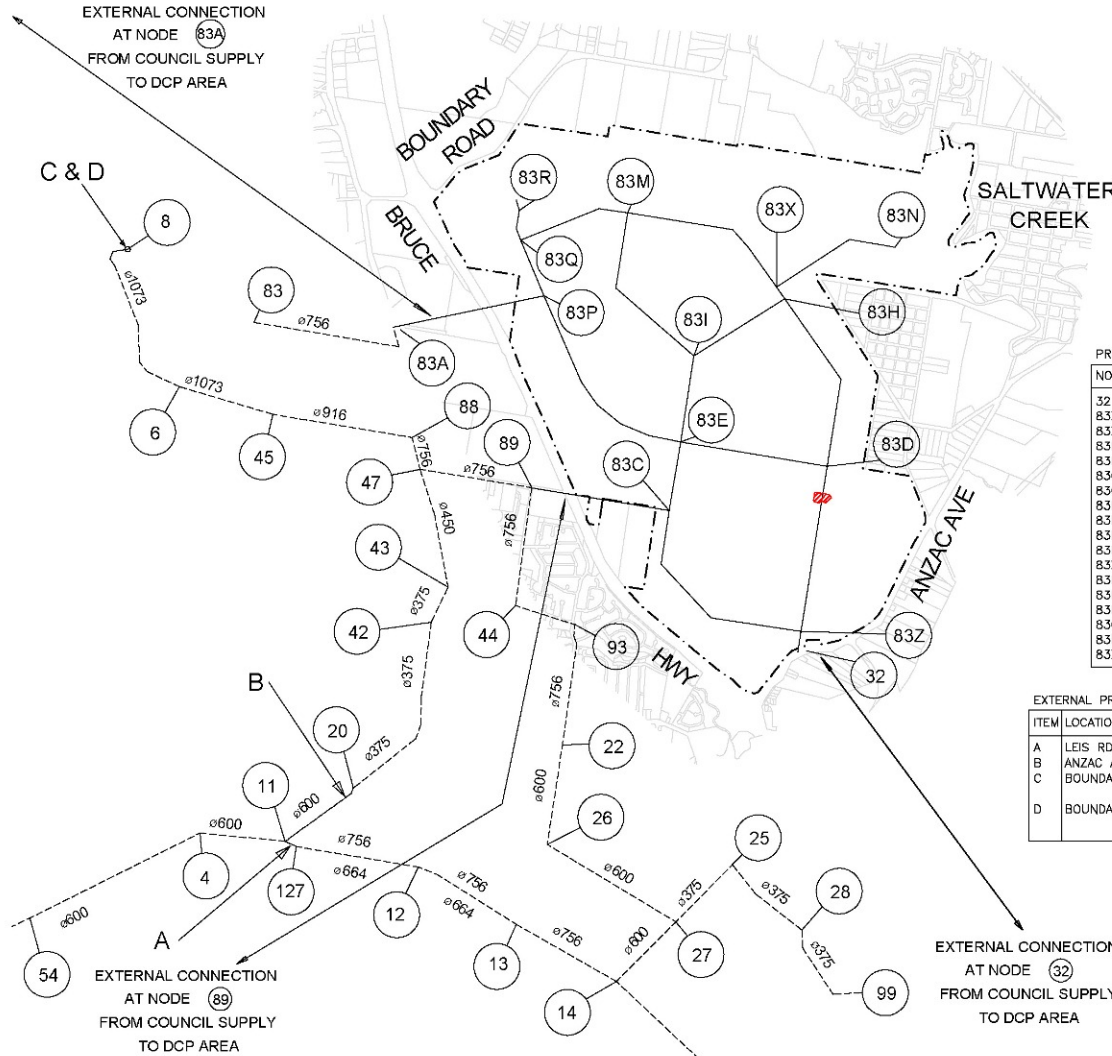 EXTERNAL CONNECTION
AT NODE 83A
FROM COUNCIL SUPPLY
TO DCP AREA
C & D
8
BOUNDARY
ROAD
BRUCE
83R
83M
83X
83N
SALTWATER
CREEK
83Q
83P
83H
83I
83
ø756
83A
ø1073
ø1073
6
ø916
45
88
ø756
47
ø756
89
83C
83E
83D
ø450
ø756
43
ø375
42
44
93
ANZAC AVE
83Z
32
HWY
ø375
ø756
B
20
ø375
22
11
ø600
ø600
26
ø600
4
ø756
127
ø664
12
ø756
ø664
25
ø600
ø375
ø375
28
ø600
54
A
13
ø756
ø600
27
ø375
14
99
EXTERNAL CONNECTION
AT NODE 89
FROM COUNCIL SUPPLY
TO DCP AREA
EXTERNAL CONNECTION
AT NODE 32
FROM COUNCIL SUPPLY
TO DCP AREA
PR
NO
32
83
EXTERNAL PR
ITEM LOCATIO
A LEIS RD
B ANZAC A
C BOUNDA
D BOUNDA